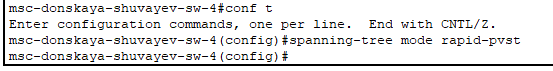 msc-donskaya-shuvayev-sw-4#conf t
Enter configuration commands, one per line.  End with CNTL/Z.
msc-donskaya-shuvayev-sw-4(config)#spanning-tree mode rapid-pvst
msc-donskaya-shuvayev-sw-4(config)#